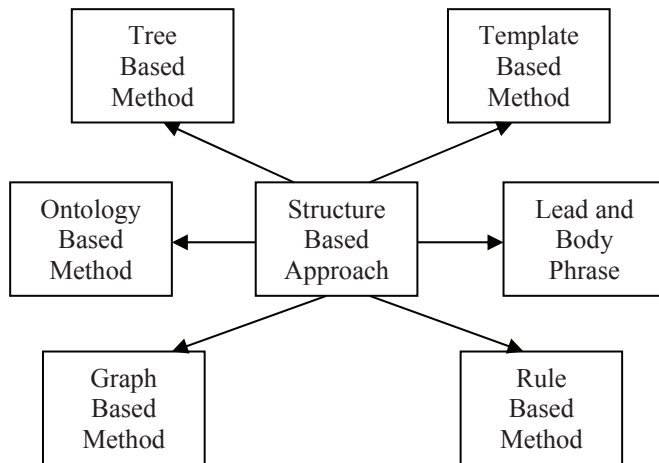 Tree
Based
Method
Template
Based
Method
Ontology
Based
Method
Structure
Based
Approach
Lead and
Body
Phrase
Graph
Based
Method
Rule
Based
Method